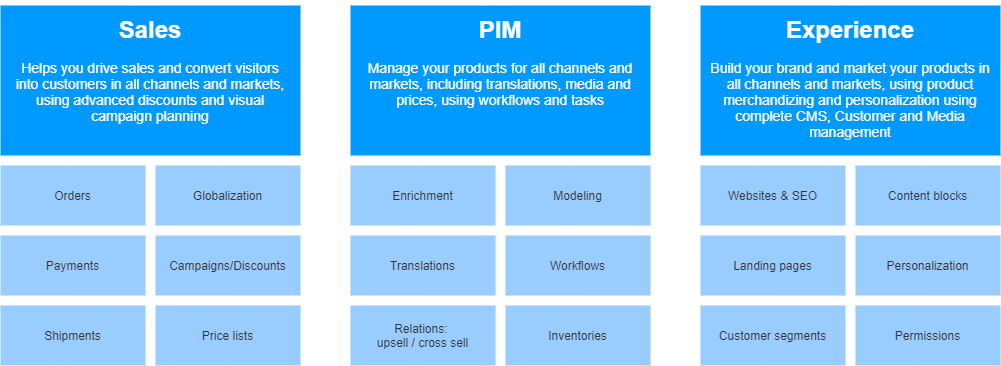 Sales
Helps you drive sales and convert visitors
into customers in all channels and markets,
using advanced discounts and visual
campaign planning
Orders
Globalization
Payments
Campaigns/Discounts
Shipments
Price lists
PIM
Manage your products for all channels and
markets, including translations, media and
prices, using workflows and tasks
Enrichment
Modeling
Translations
Workflows
Relations:
upsell / cross sell
Inventories
Experience
Build your brand and market your products in
all channels and markets, using product
merchandizing and personalization using
complete CMS, Customer and Media
management
Websites & SEO
Content blocks
Landing pages
Personalization
Customer segments
Permissions